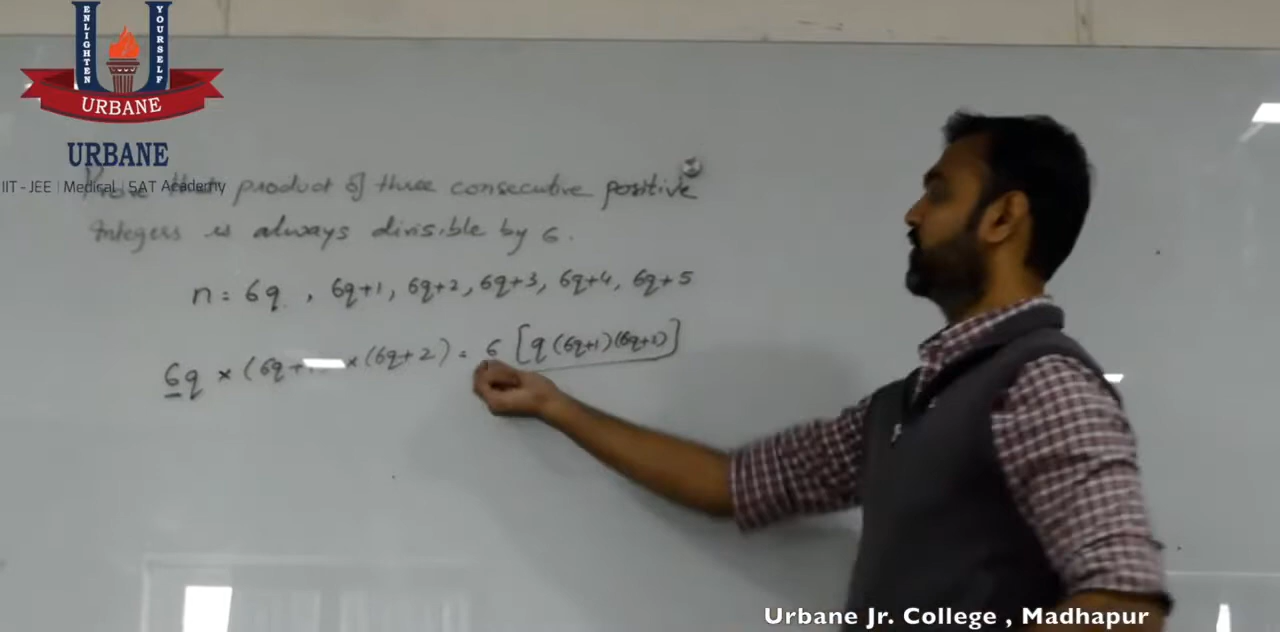 ENLIGHTEN
YOURSELF
URBANE
URBANE
IIT - JEE | Medical | SAT Academy
Prove that product of three consecutive positive
Integers is always divisible by 6.
n = 6q , 6q+1, 6q+2, 6q+3, 6q+4, 6q+5
6q × (6q+ × (6q+2) = 6 [q(6q+1)(6q+2)]
Urbane Jr. College , Madhapur